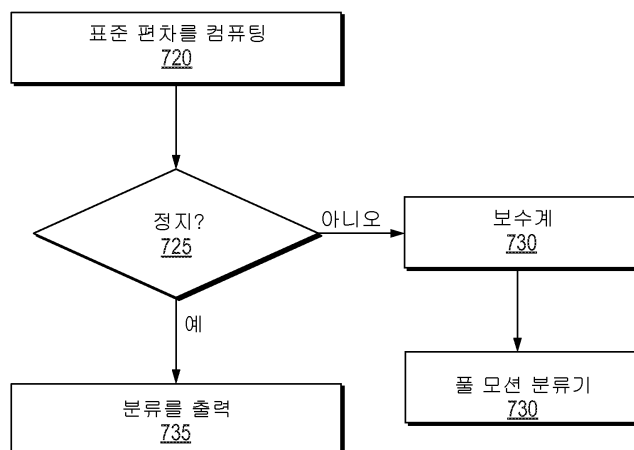 표준 편차를 컴퓨팅
720
정지?
725
아니오
보수계
730
예
풀 모션 분류기
730
분류를 출력
735